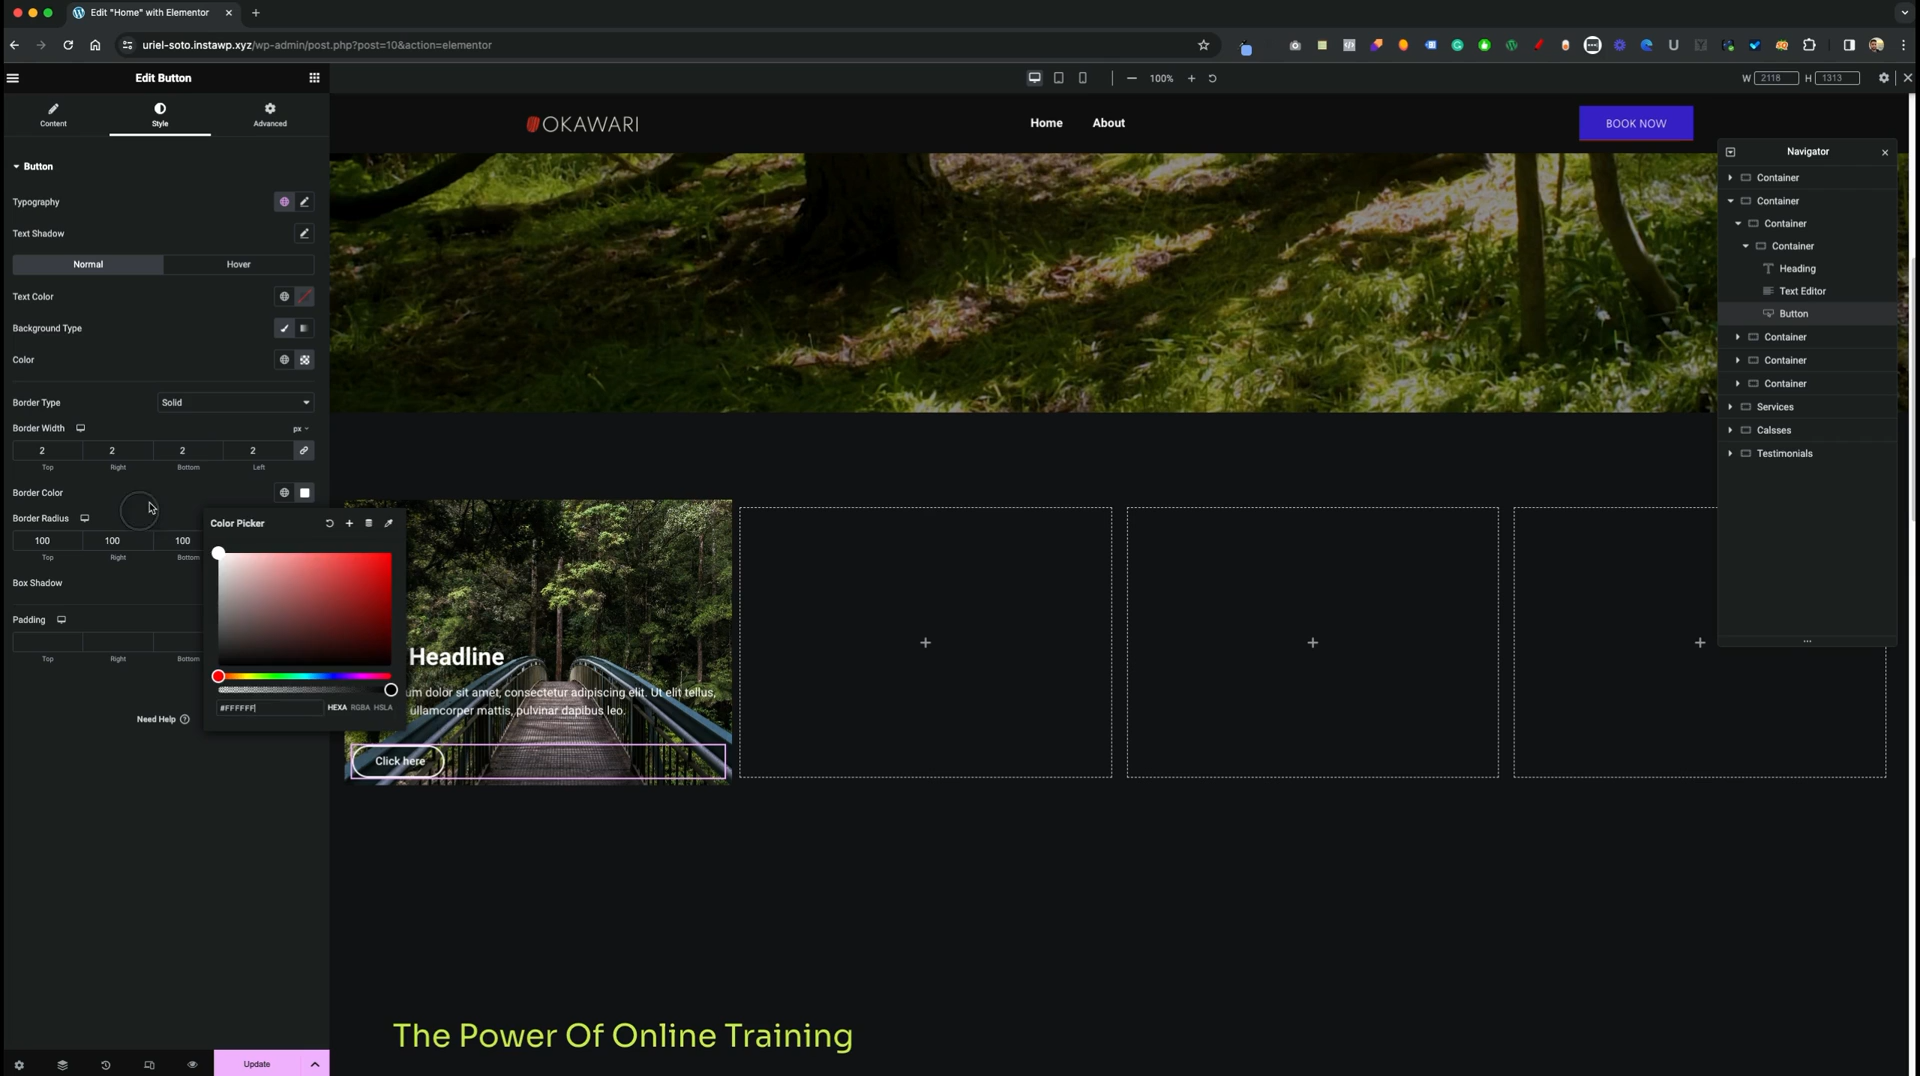 Edit "Home" with Elementor
uriel-soto.instawp.xyz/wp-admin/post.php?post=10&action=elementor
Edit Button
100%
W 2118 H 1313
Content
Style
Advanced
OKAWARI
Home
About
BOOK NOW
Button
Typography
Text Shadow
Normal
Hover
Text Color
Background Type
Color
Border Type
Solid
Border Width
px
2 2 2 2
Top Right Bottom Left
Border Color
Border Radius
100 100 100
Top Right Bottom
Box Shadow
Padding
Top Right Bottom
Need Help
Color Picker
#FFFFFF
HEXA RGBA HSLA
Headline
um dolor sit amet, consectetur adipiscing elit. Ut elit tellus,
ullamcorper mattis, pulvinar dapibus leo.
Click here
The Power Of Online Training
Navigator
Container
Container
Container
Container
Heading
Text Editor
Button
Container
Container
Container
Services
Calsses
Testimonials
Update